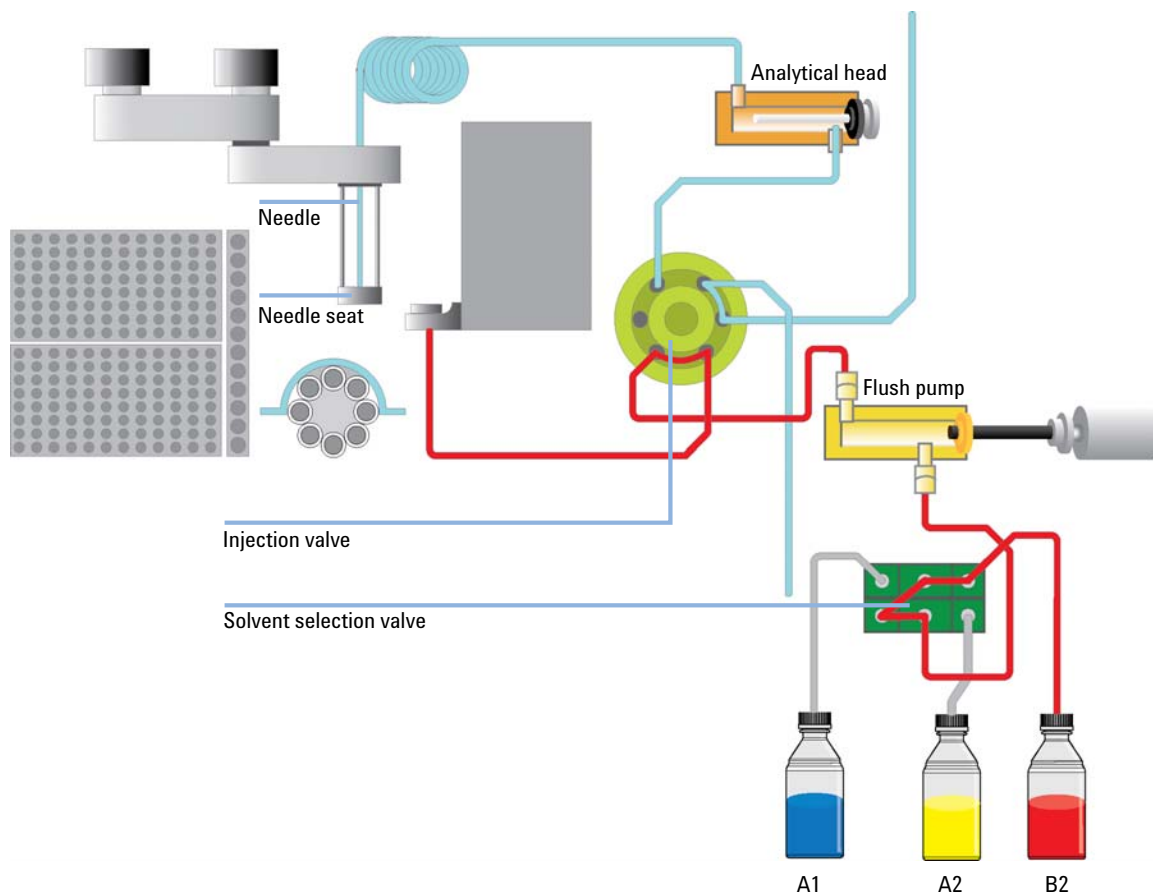 Analytical head
Needle
Needle seat
Flush pump
Injection valve
Solvent selection valve
A1
A2
B2